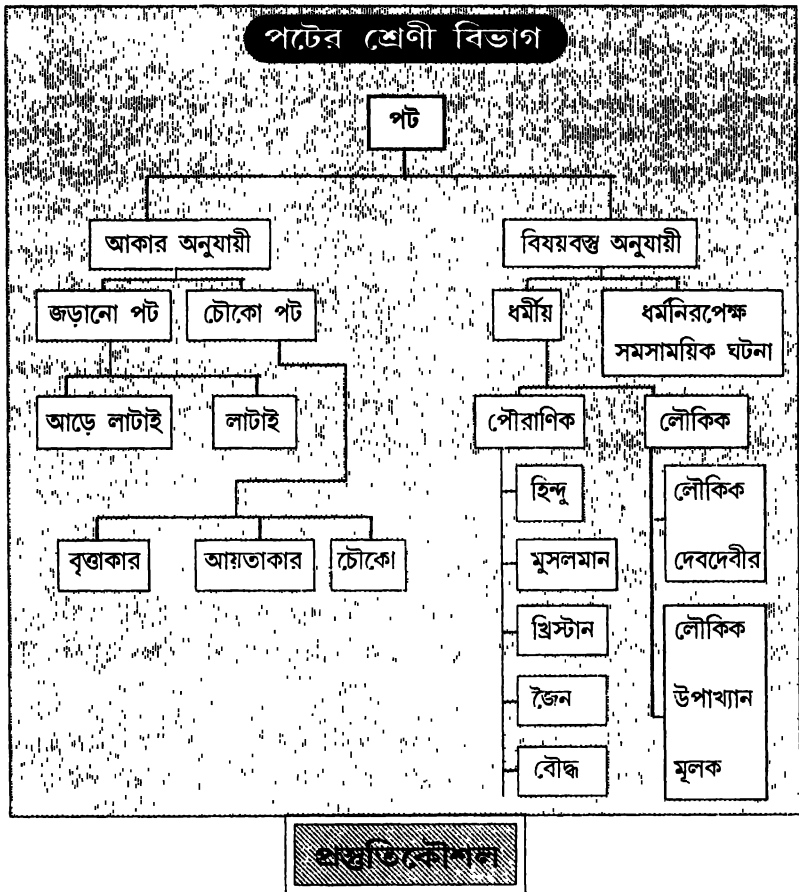 পটের শ্রেণী বিভাগ
পট
আকার অনুযায়ী
বিষয়বস্তু অনুযায়ী
জড়ানো পট
চৌকো পট
ধর্মীয়
ধর্মনিরপেক্ষ
সমসাময়িক ঘটনা
আড়ে লাটাই
লাটাই
পৌরাণিক
লৌকিক
হিন্দু
লৌকিক
দেবদেবীর
বৃত্তাকার
আয়তাকার
চৌকো
মুসলমান
খ্রিস্টান
লৌকিক
উপাখ্যান
মূলক
জৈন
বৌদ্ধ
প্রস্তুতিকৌশল